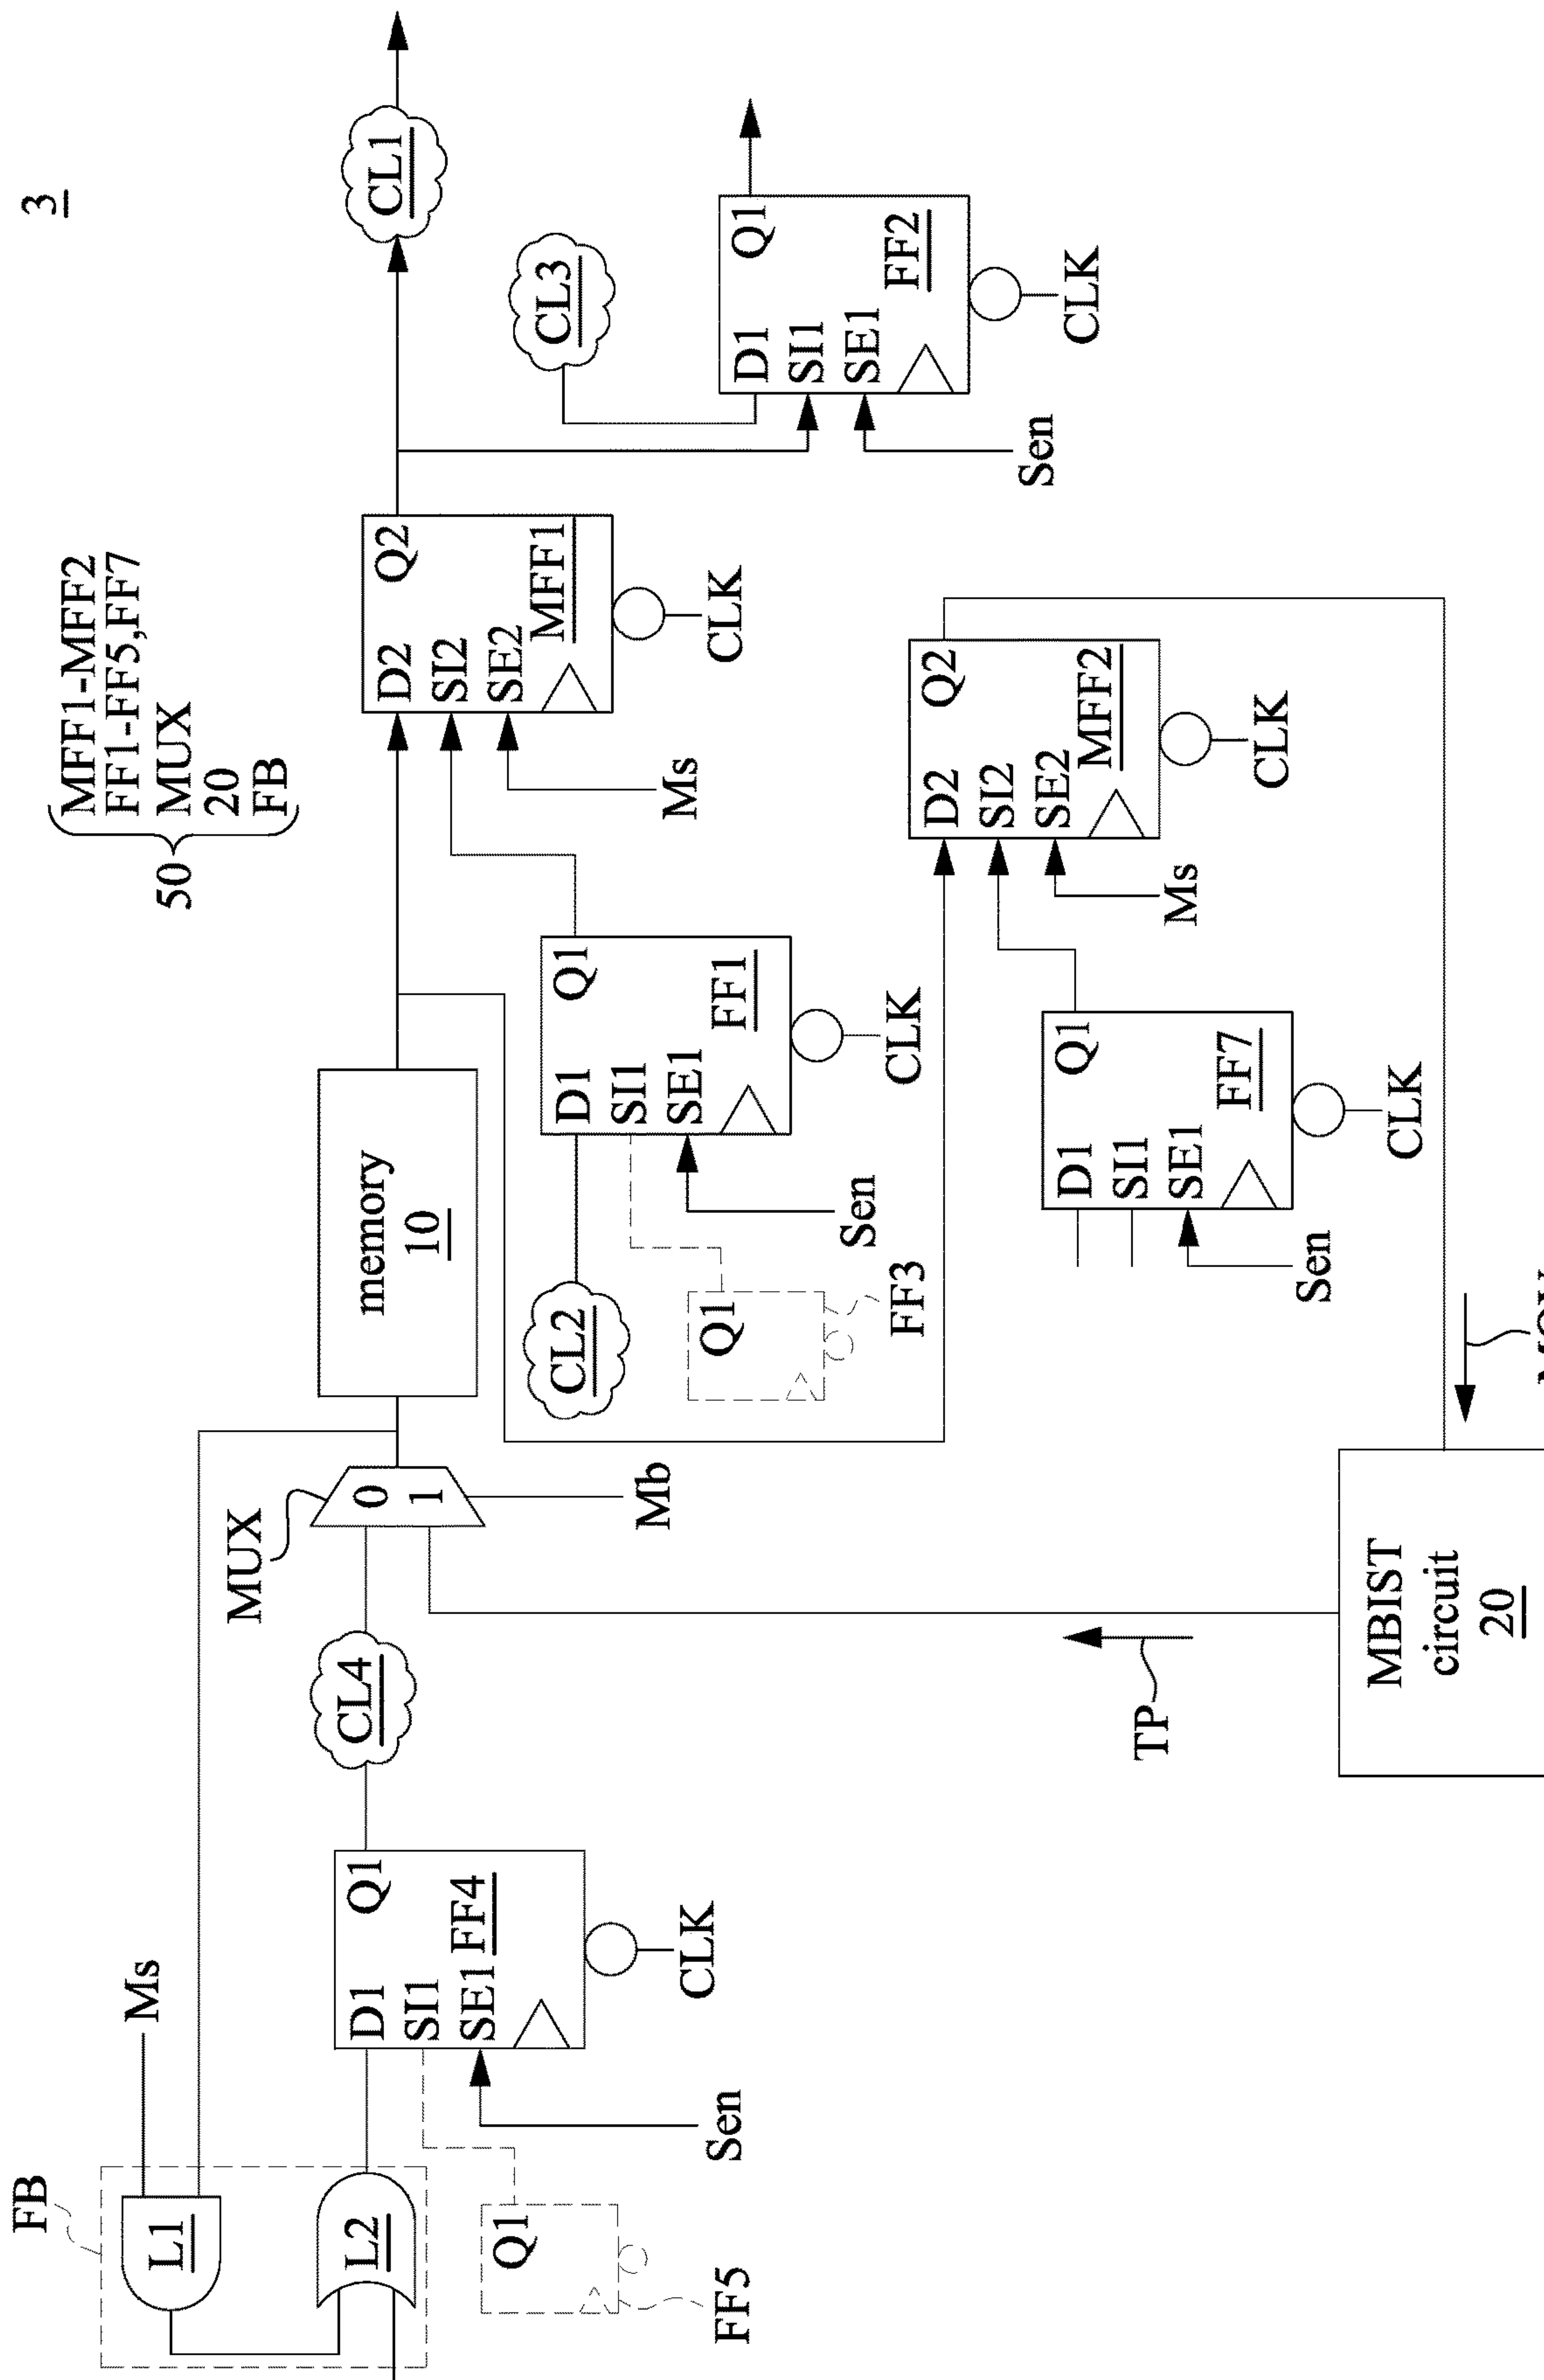 3
50
MFF1-MFF2
FF1-FF5,FF7
MUX
20
FB
FB
Ms
L1
L2
D1
SI1
SE1
Q1
FF4
CLK
Sen
Q1
FF5
CL4
MUX
0
1
Mb
memory
10
CL2
Q1
FF3
D1
SI1
SE1
Q1
FF1
CLK
Sen
D2
SI2
SE2
Q2
MFF1
CLK
Ms
CL1
CL3
D1
SI1
SE1
Q1
FF2
CLK
Sen
D2
SI2
SE2
Q2
MFF2
CLK
Ms
D1
SI1
SE1
Q1
FF7
CLK
Sen
TP
MBIST
circuit
20